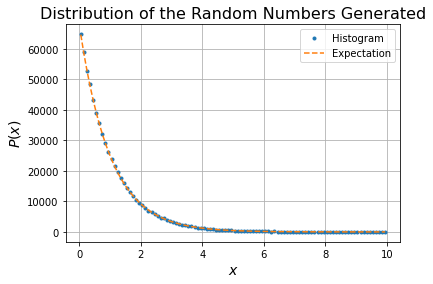 Distribution of the Random Numbers Generated
Histogram
Expectation
60000
50000
40000
30000
20000
10000
0
P(x)
0 2 4 6 8 10
x